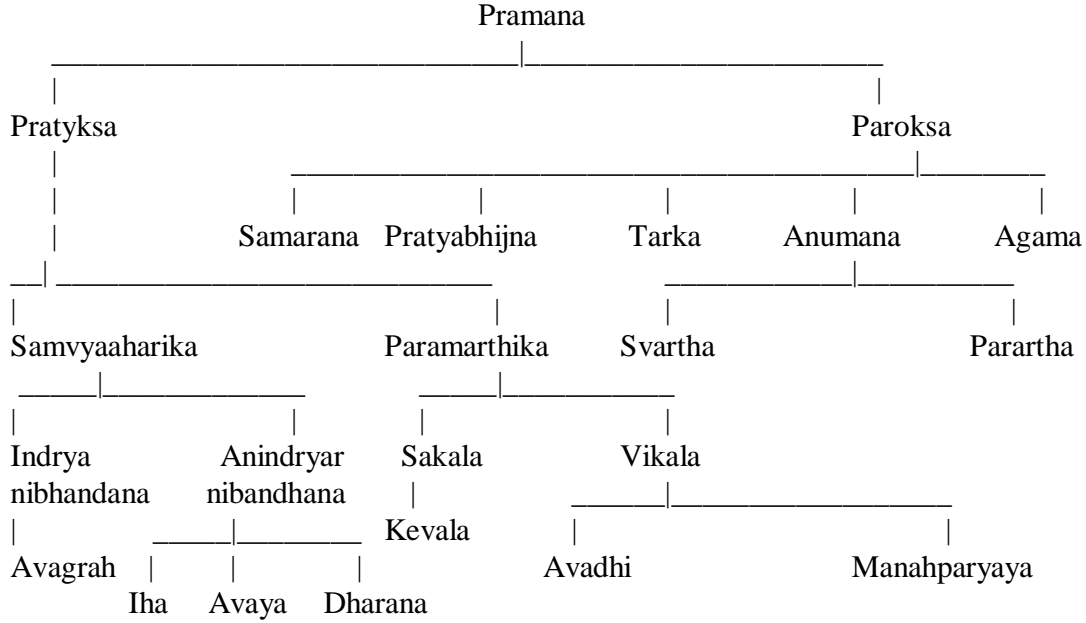 Pramana
Pratyksa Paroksa
Samarana Pratyabhijna Tarka Anumana Agama
Samvyaaharika Paramarthika Svartha Parartha
Indrya Anindryar Sakala Vikala
nibhandana nibandhana
Kevala
Avagrah Avadhi Manahparyaya
Iha Avaya Dharana